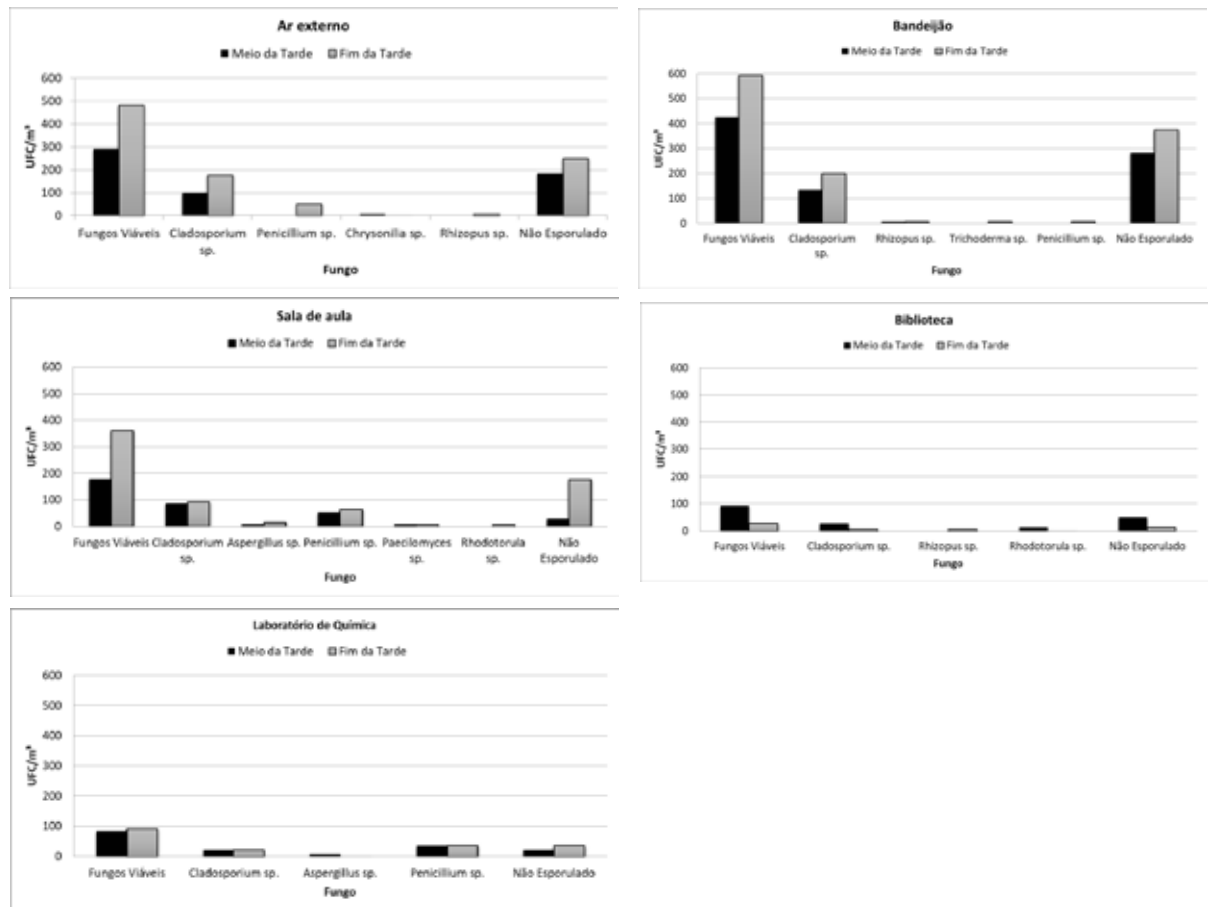 Ar externo
Meio da Tarde Fim da Tarde
600
500
400
300
200
100
0
UFC/m³
Fungos Viáveis Cladosporium sp. Penicillium sp. Chrysonilia sp. Rhizopus sp. Não Esporulado
Fungo
Bandeijão
Meio da Tarde Fim da Tarde
600
500
400
300
200
100
0
UFC/m³
Fungos Viáveis Cladosporium sp. Rhizopus sp. Trichoderma sp. Penicillium sp. Não Esporulado
Fungo
Sala de aula
Meio da Tarde Fim da Tarde
600
500
400
300
200
100
0
UFC/m³
Fungos Viáveis Cladosporium sp. Aspergillus sp. Penicillium sp. Paecilomyces sp. Rhodotorula sp. Não Esporulado
Fungo
Biblioteca
Meio da Tarde Fim da Tarde
600
500
400
300
200
100
0
UFC/m³
Fungos Viáveis Cladosporium sp. Rhizopus sp. Rhodotorula sp. Não Esporulado
Fungo
Laboratório de Química
Meio da Tarde Fim da Tarde
600
500
400
300
200
100
0
UFC/m³
Fungos Viáveis Cladosporium sp. Aspergillus sp. Penicillium sp. Não Esporulado
Fungo